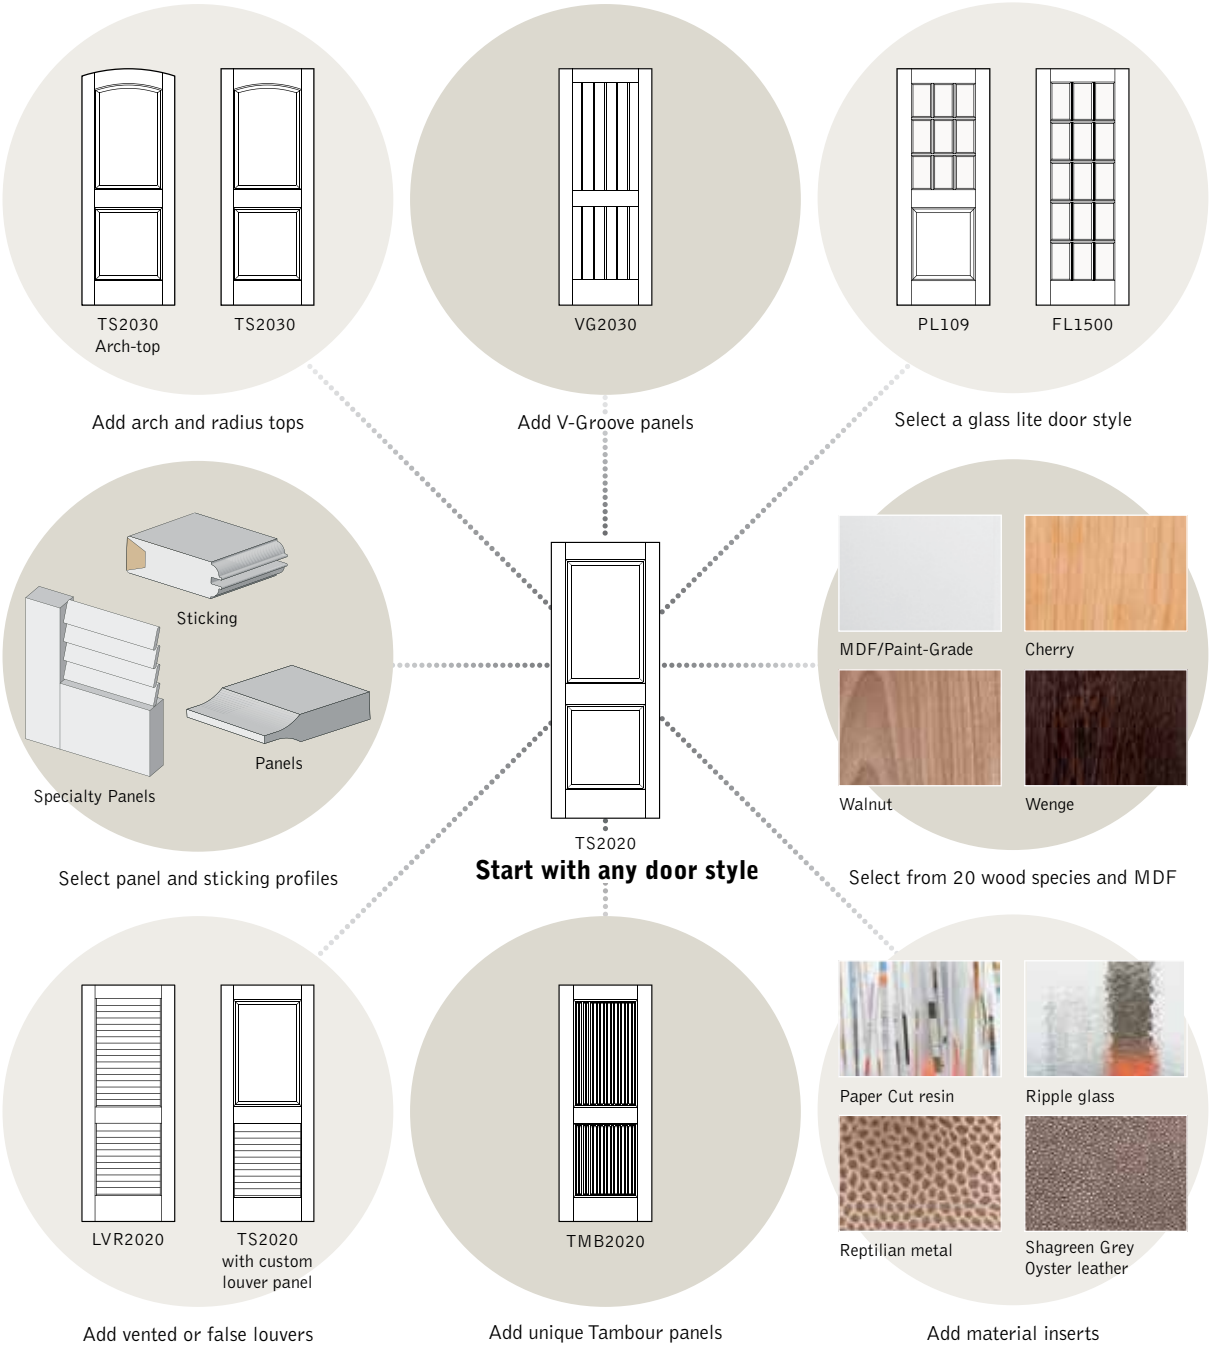 TS2030
Arch-top
TS2030
Add arch and radius tops
VG2030
Add V-Groove panels
PL109
FL1500
Select a glass lite door style
Sticking
Panels
Specialty Panels
Select panel and sticking profiles
TS2020
Start with any door style
MDF/Paint-Grade
Cherry
Walnut
Wenge
Select from 20 wood species and MDF
LVR2020
TS2020
with custom
louver panel
Add vented or false louvers
TMB2020
Add unique Tambour panels
Paper Cut resin
Ripple glass
Reptilian metal
Shagreen Grey
Oyster leather
Add material inserts